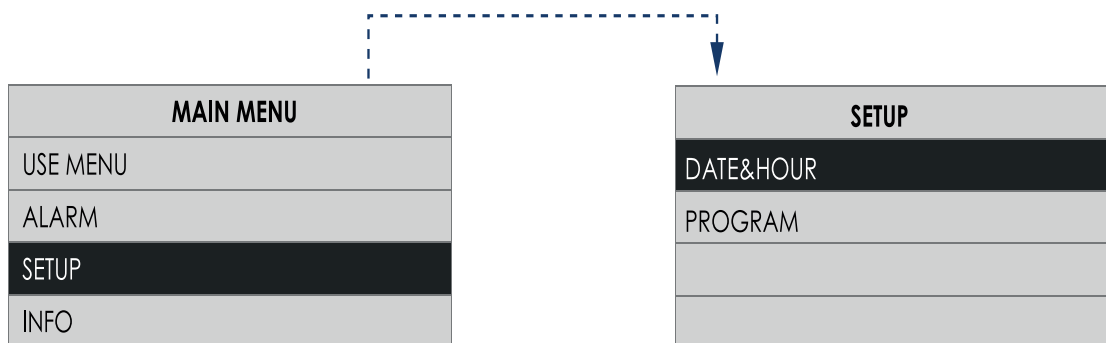 MAIN MENU
USE MENU
ALARM
SETUP
INFO
SETUP
DATE&HOUR
PROGRAM